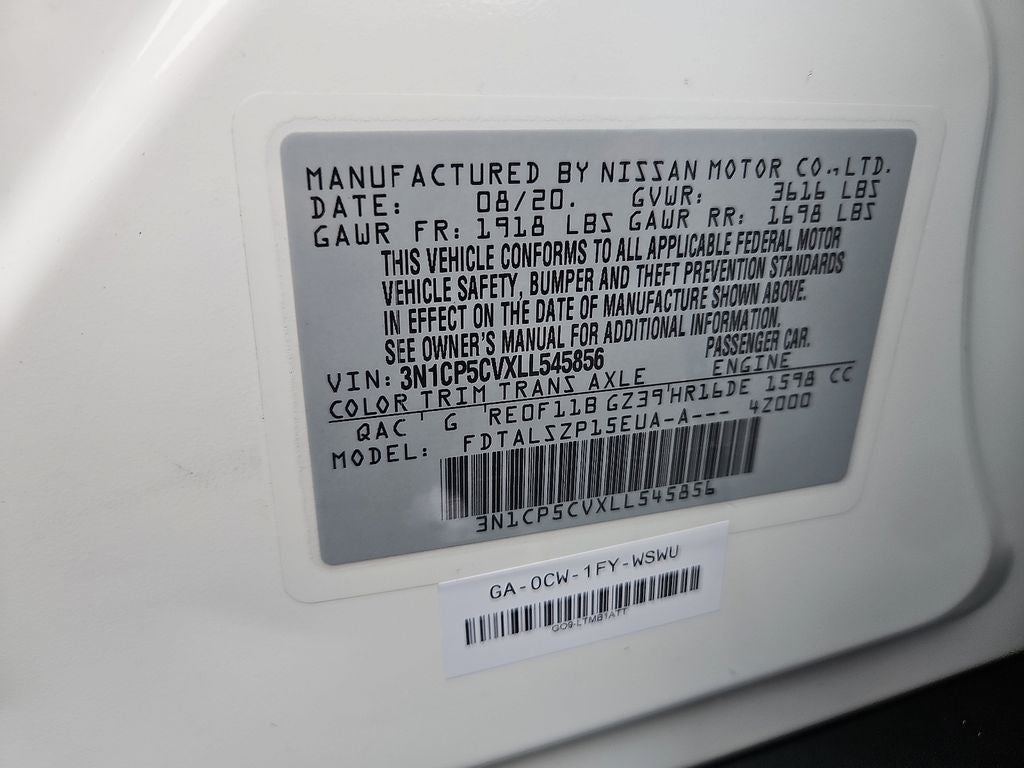 MANUFACTURED BY NISSAN MOTOR CO.,LTD.
DATE: 08/20. GVWR: 3616 LBS
GAWR FR: 1918 LBS GAWR RR: 1698 LBS
THIS VEHICLE CONFORMS TO ALL APPLICABLE FEDERAL MOTOR
VEHICLE SAFETY, BUMPER AND THEFT PREVENTION STANDARDS
IN EFFECT ON THE DATE OF MANUFACTURE SHOWN ABOVE.
SEE OWNER'S MANUAL FOR ADDITIONAL INFORMATION.
VIN: 3N1CP5CVXLL545856 PASSENGER CAR.
COLOR TRIM TRANS AXLE ENGINE
QAC G RE0F11B GZ39 HR16DE 1598 CC
MODEL: FDTALSZP15EUA-A--- 4Z000
3N1CP5CVXLL545856
GA-0CW-1FY-WSWU
GO9-LTMB1ATT